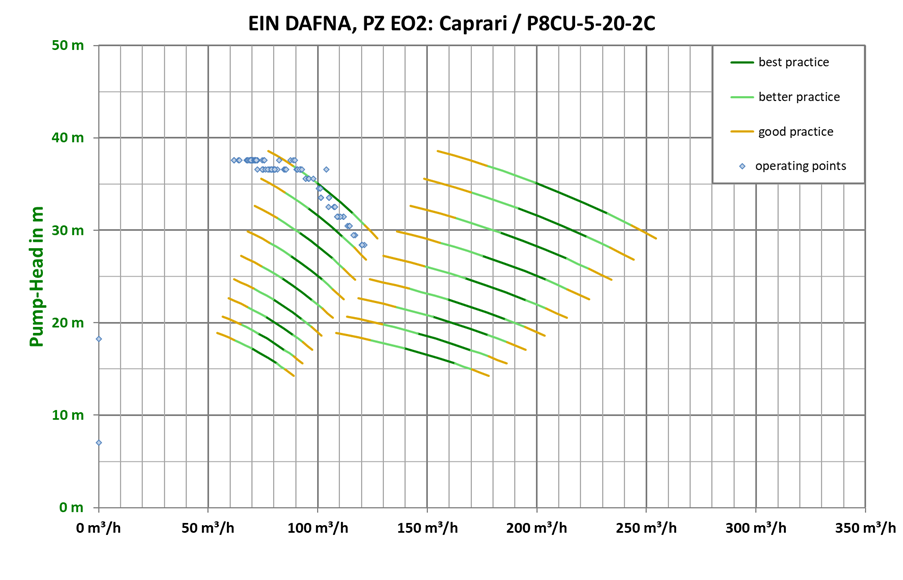 EIN DAFNA, PZ EO2: Caprari / P8CU-5-20-2C
50 m
best practice
better practice
good practice
operating points
40 m
30 m
20 m
10 m
0 m
Pump-Head in m
0 m³/h 50 m³/h 100 m³/h 150 m³/h 200 m³/h 250 m³/h 300 m³/h 350 m³/h